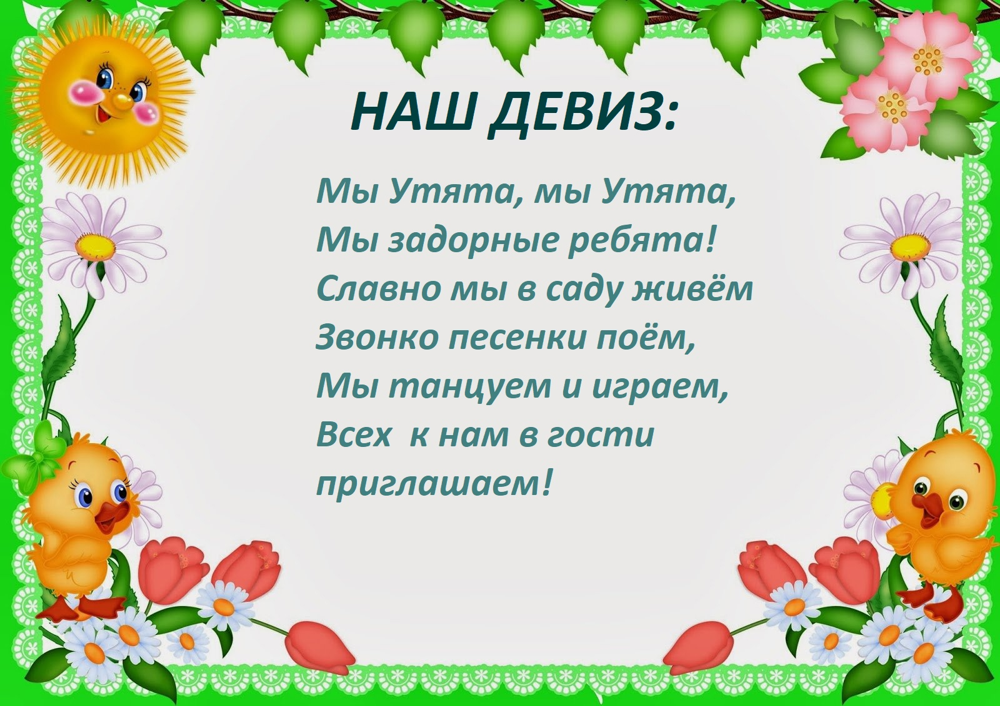 НАШ ДЕВИЗ:
Мы Утята, мы Утята,
Мы задорные ребята!
Славно мы в саду живём
Звонко песенки поём,
Мы танцуем и играем,
Всех  к нам в гости
приглашаем!